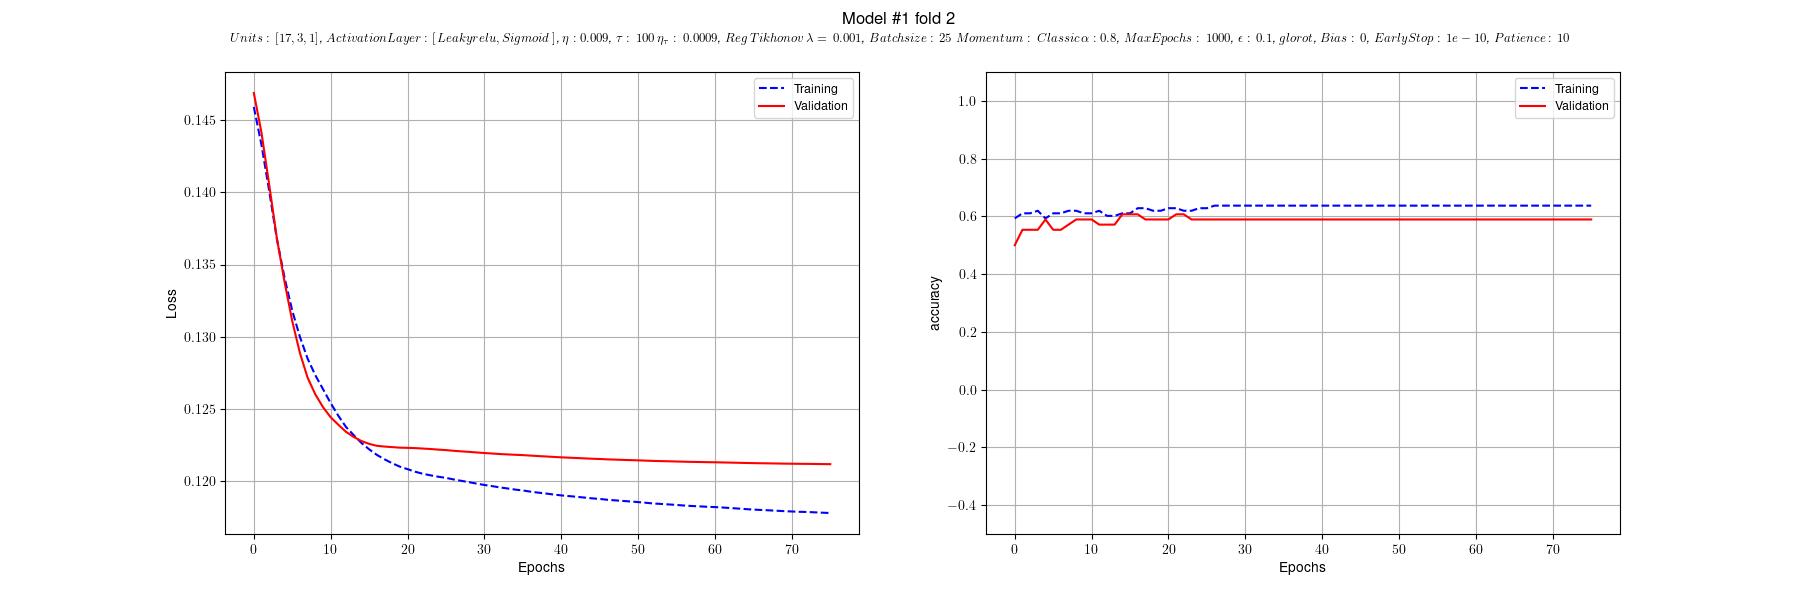 Model #1 fold 2
Units : [17, 3, 1], ActivationLayer : [Leakyrelu, Sigmoid ], η : 0.009, τ : 100 η_τ : 0.0009, Reg Tikhonov λ = 0.001, Batchsize : 25 Momentum : Classicα : 0.8, MaxEpochs : 1000, ϵ : 0.1, glorot, Bias : 0, EarlyStop : 1e − 10, Patience : 10
Training
Validation
0.145
0.140
0.135
0.130
0.125
0.120
Loss
0 10 20 30 40 50 60 70
Epochs
Training
Validation
1.0
0.8
0.6
0.4
0.2
0.0
−0.2
−0.4
accuracy
0 10 20 30 40 50 60 70
Epochs